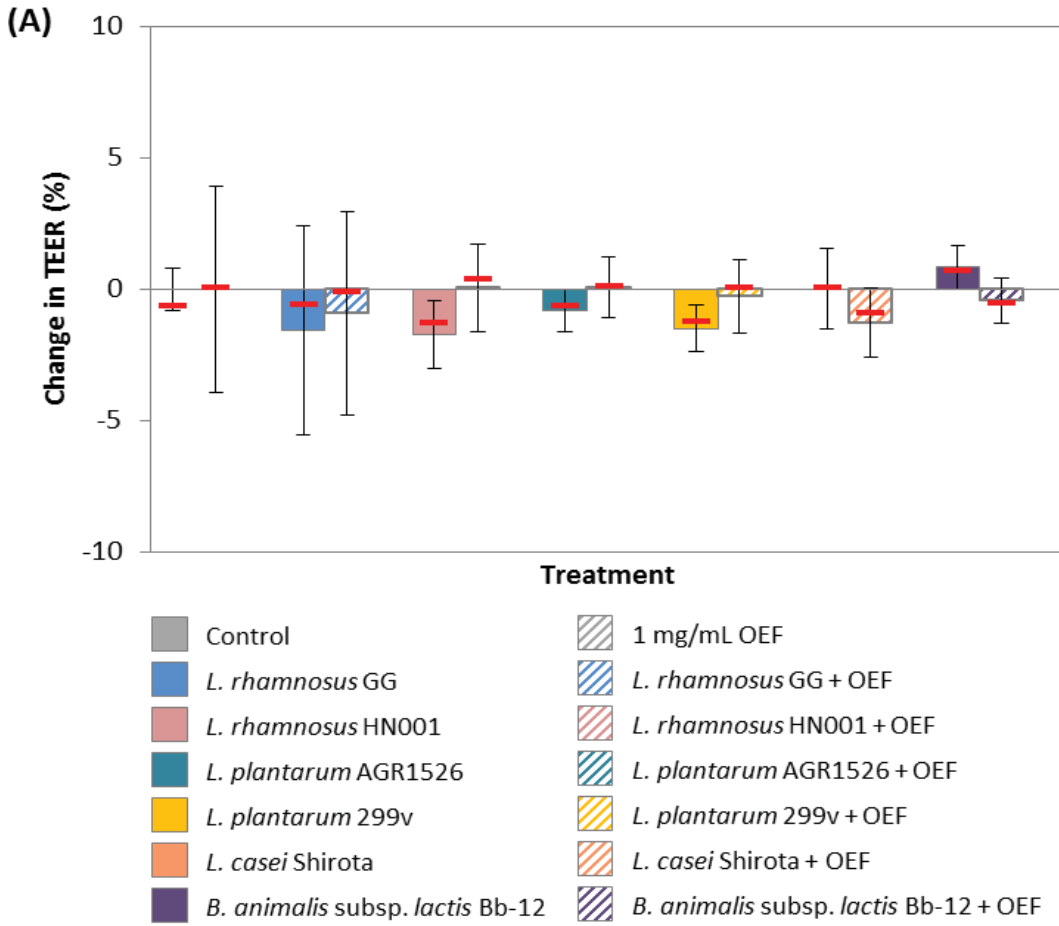 (A)
10
5
0
-5
-10
Change in TEER (%)
Treatment
Control
1 mg/mL OEF
L. rhamnosus GG
L. rhamnosus GG + OEF
L. rhamnosus HN001
L. rhamnosus HN001 + OEF
L. plantarum AGR1526
L. plantarum AGR1526 + OEF
L. plantarum 299v
L. plantarum 299v + OEF
L. casei Shirota
L. casei Shirota + OEF
B. animalis subsp. lactis Bb-12
B. animalis subsp. lactis Bb-12 + OEF